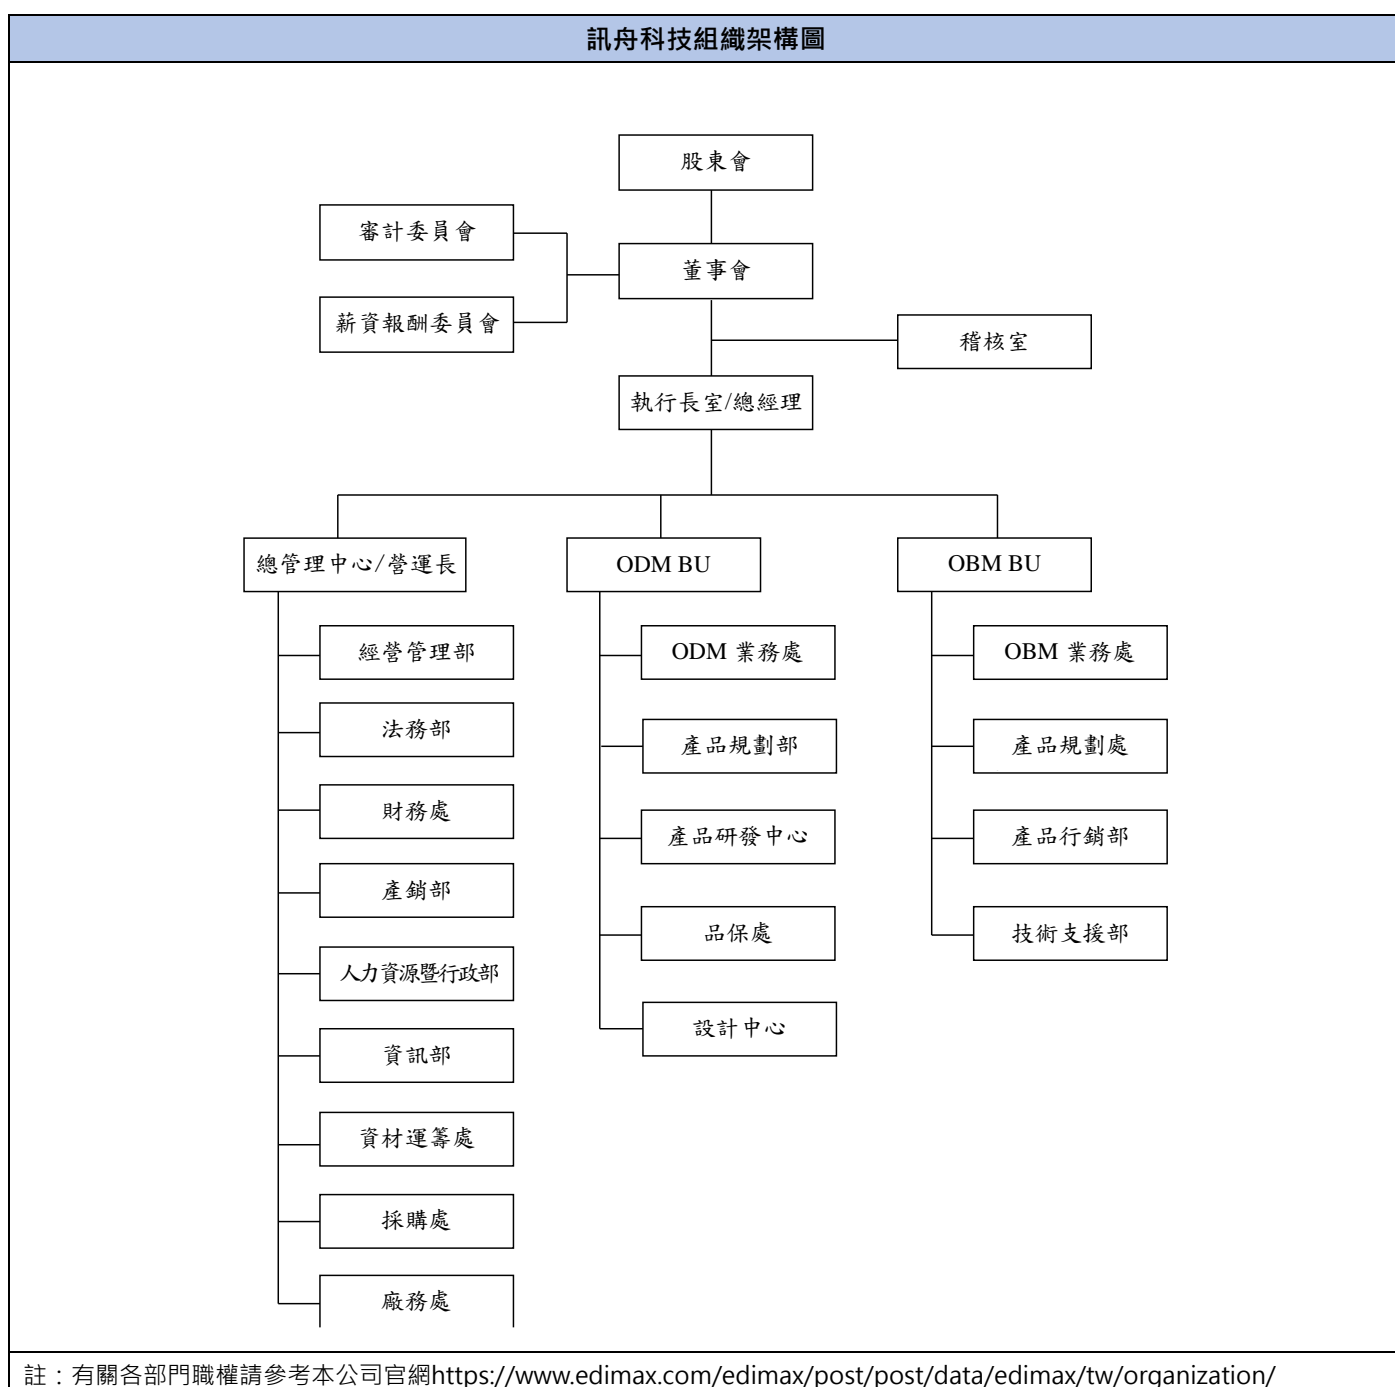 訊舟科技組織架構圖
股東會
審計委員會
董事會
薪資報酬委員會
稽核室
執行長室/總經理
總管理中心/營運長
ODM BU
OBM BU
經營管理部
法務部
財務處
產銷部
人力資源暨行政部
資訊部
資材運籌處
採購處
廠務處
ODM 業務處
產品規劃部
產品研發中心
品保處
設計中心
OBM 業務處
產品規劃處
產品行銷部
技術支援部
註：有關各部門職權請參考本公司官網https://www.edimax.com/edimax/post/post/data/edimax/tw/organization/